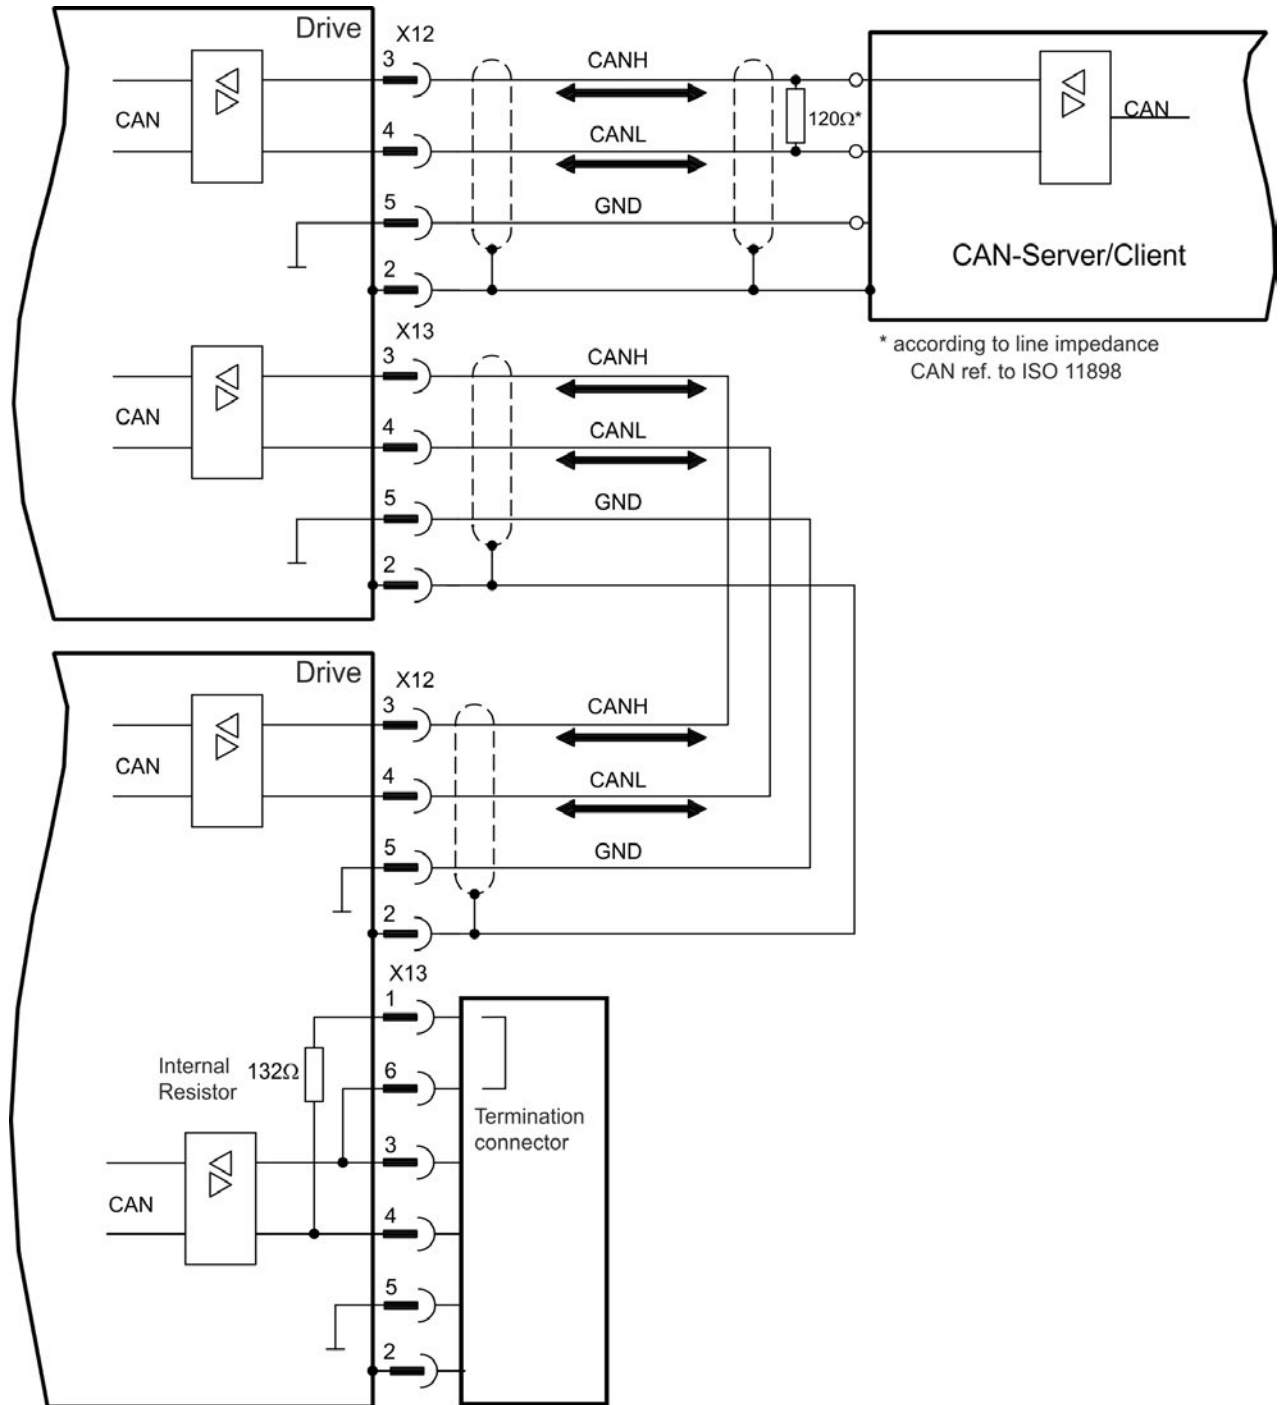 Drive
X12
3
CANH
CAN
120Ω*
CAN
4
CANL
5
GND
CAN-Server/Client
2
X13
* according to line impedance
CAN ref. to ISO 11898
3
CANH
CAN
4
CANL
5
GND
2
Drive
X12
3
CANH
CAN
4
CANL
5
GND
2
X13
1
Internal
Resistor
132Ω
6
Termination
connector
3
CAN
4
5
2